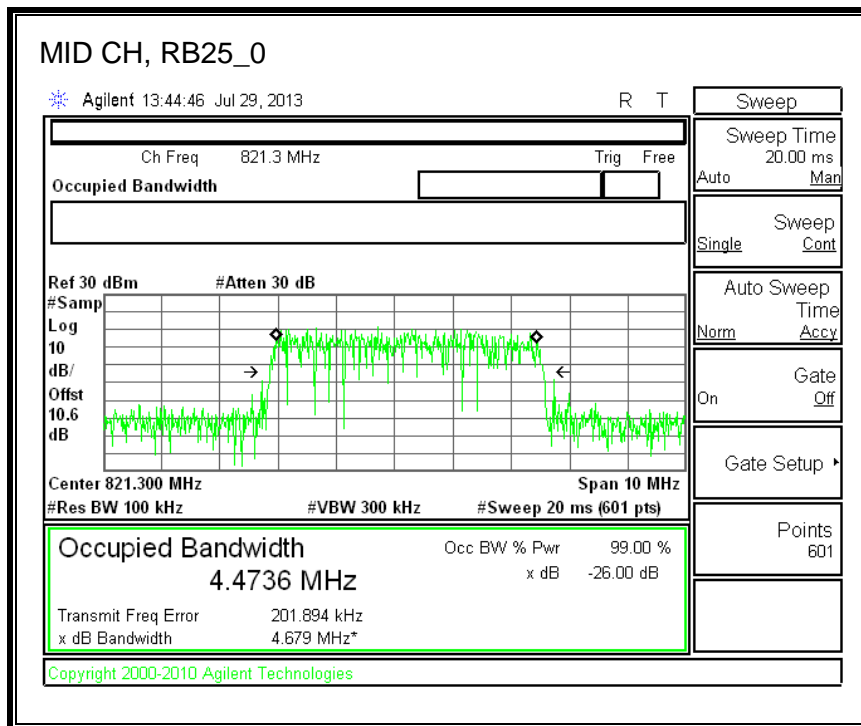 MID CH, RB25_0
Agilent 13:44:46 Jul 29, 2013 R T
Ch Freq 821.3 MHz Trig Free
Occupied Bandwidth
Ref 30 dBm #Atten 30 dB
#Samp
Log
10
dB/
Offst
10.6
dB
Center 821.300 MHz Span 10 MHz
#Res BW 100 kHz #VBW 300 kHz #Sweep 20 ms (601 pts)
Occupied Bandwidth Occ BW % Pwr 99.00 %
4.4736 MHz x dB -26.00 dB
Transmit Freq Error 201.894 kHz
x dB Bandwidth 4.679 MHz*
Copyright 2000-2010 Agilent Technologies
Sweep
Sweep Time
20.00 ms
Auto Man
Sweep
Single Cont
Auto Sweep
Time
Norm Accy
Gate
On Off
Gate Setup
Points
601